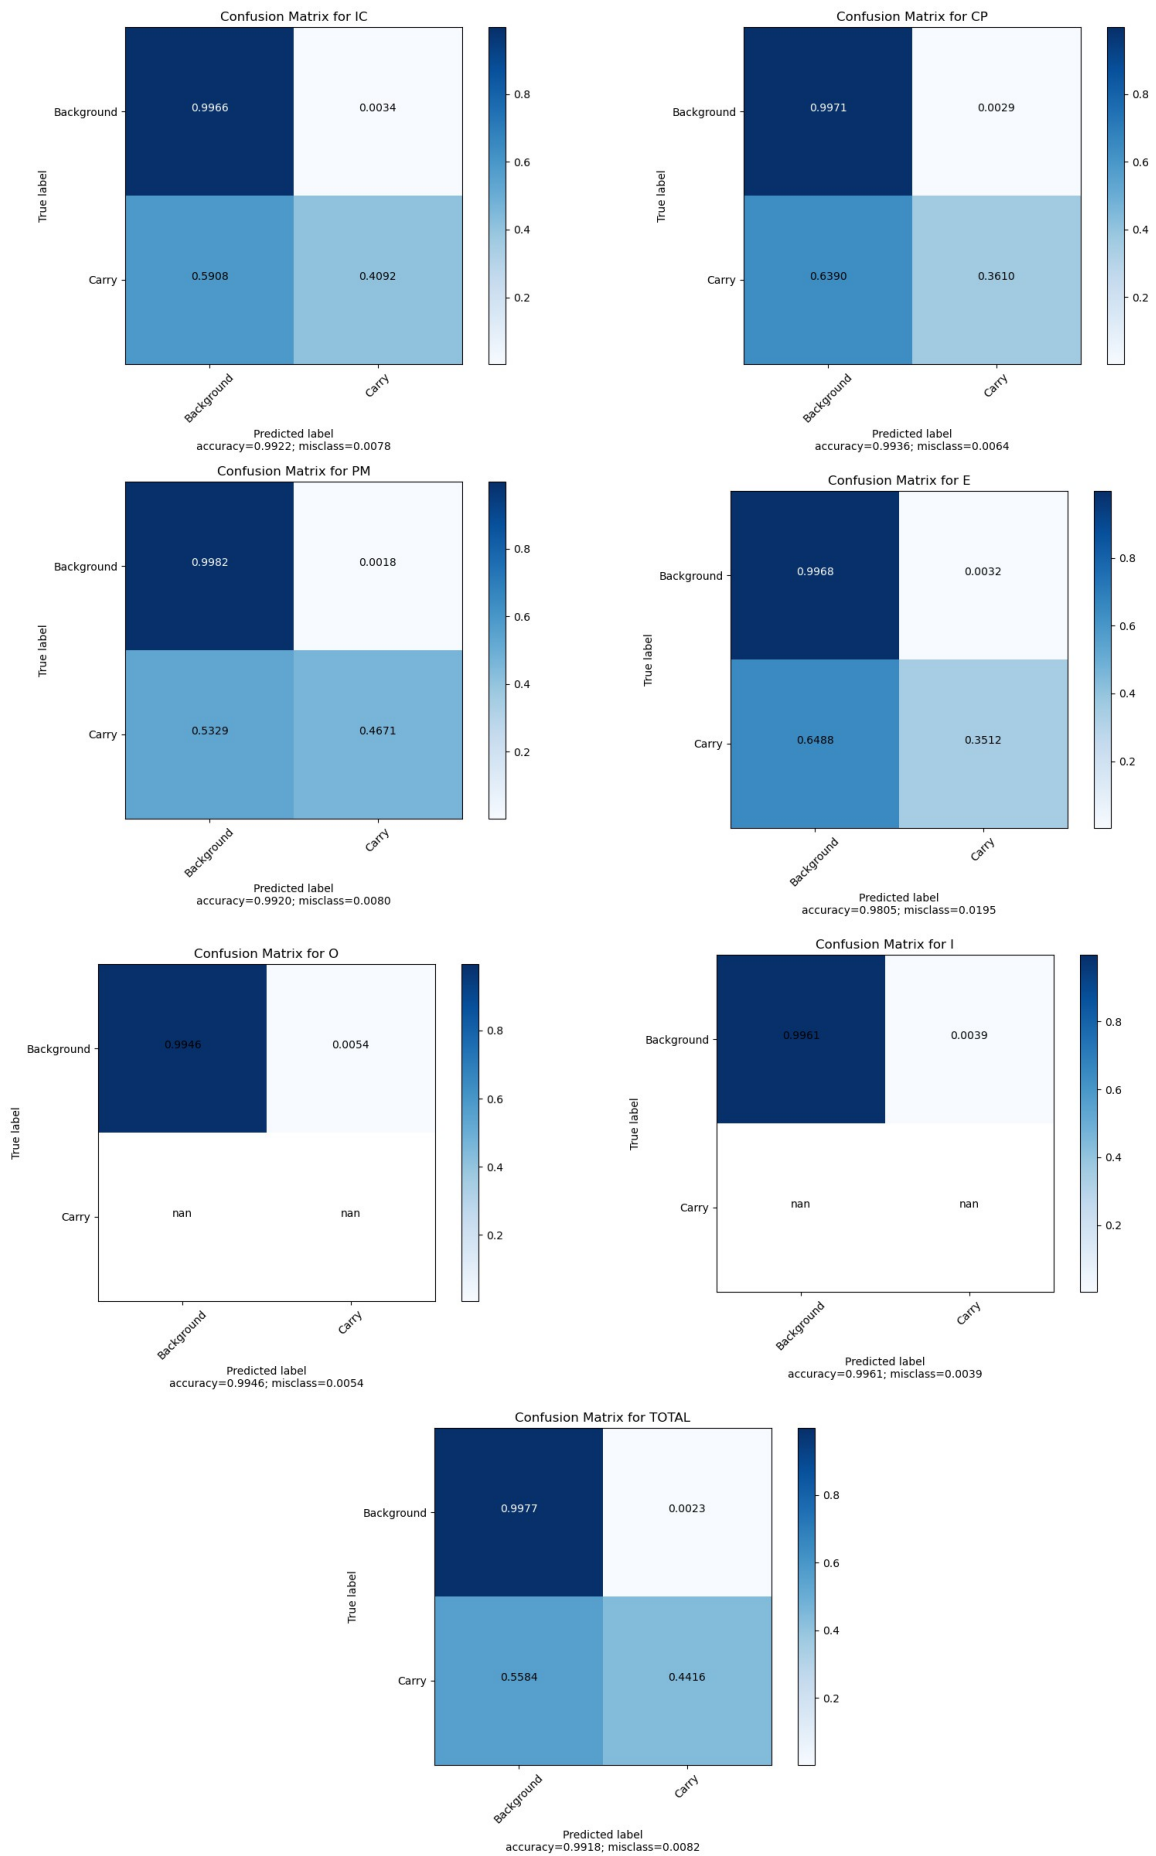 Confusion Matrix for IC
Background
0.9966
0.0034
0.8
0.6
True label
0.4
Carry
0.5908
0.4092
0.2
Background
Carry
Predicted label
accuracy=0.9922; misclass=0.0078
Confusion Matrix for CP
Background
0.9971
0.0029
0.8
0.6
True label
0.4
Carry
0.6390
0.3610
0.2
Background
Carry
Predicted label
accuracy=0.9936; misclass=0.0064
Confusion Matrix for PM
Background
0.9982
0.0018
0.8
0.6
True label
0.4
Carry
0.5329
0.4671
0.2
Background
Carry
Predicted label
accuracy=0.9920; misclass=0.0080
Confusion Matrix for E
Background
0.9968
0.0032
0.8
0.6
True label
0.4
Carry
0.6488
0.3512
0.2
Background
Carry
Predicted label
accuracy=0.9805; misclass=0.0195
Confusion Matrix for O
Background
0.9946
0.0054
0.8
0.6
True label
0.4
Carry
nan
nan
0.2
Background
Carry
Predicted label
accuracy=0.9946; misclass=0.0054
Confusion Matrix for I
Background
0.9961
0.0039
0.8
0.6
True label
0.4
Carry
nan
nan
0.2
Background
Carry
Predicted label
accuracy=0.9961; misclass=0.0039
Confusion Matrix for TOTAL
Background
0.9977
0.0023
0.8
0.6
True label
0.4
Carry
0.5584
0.4416
0.2
Background
Carry
Predicted label
accuracy=0.9918; misclass=0.0082